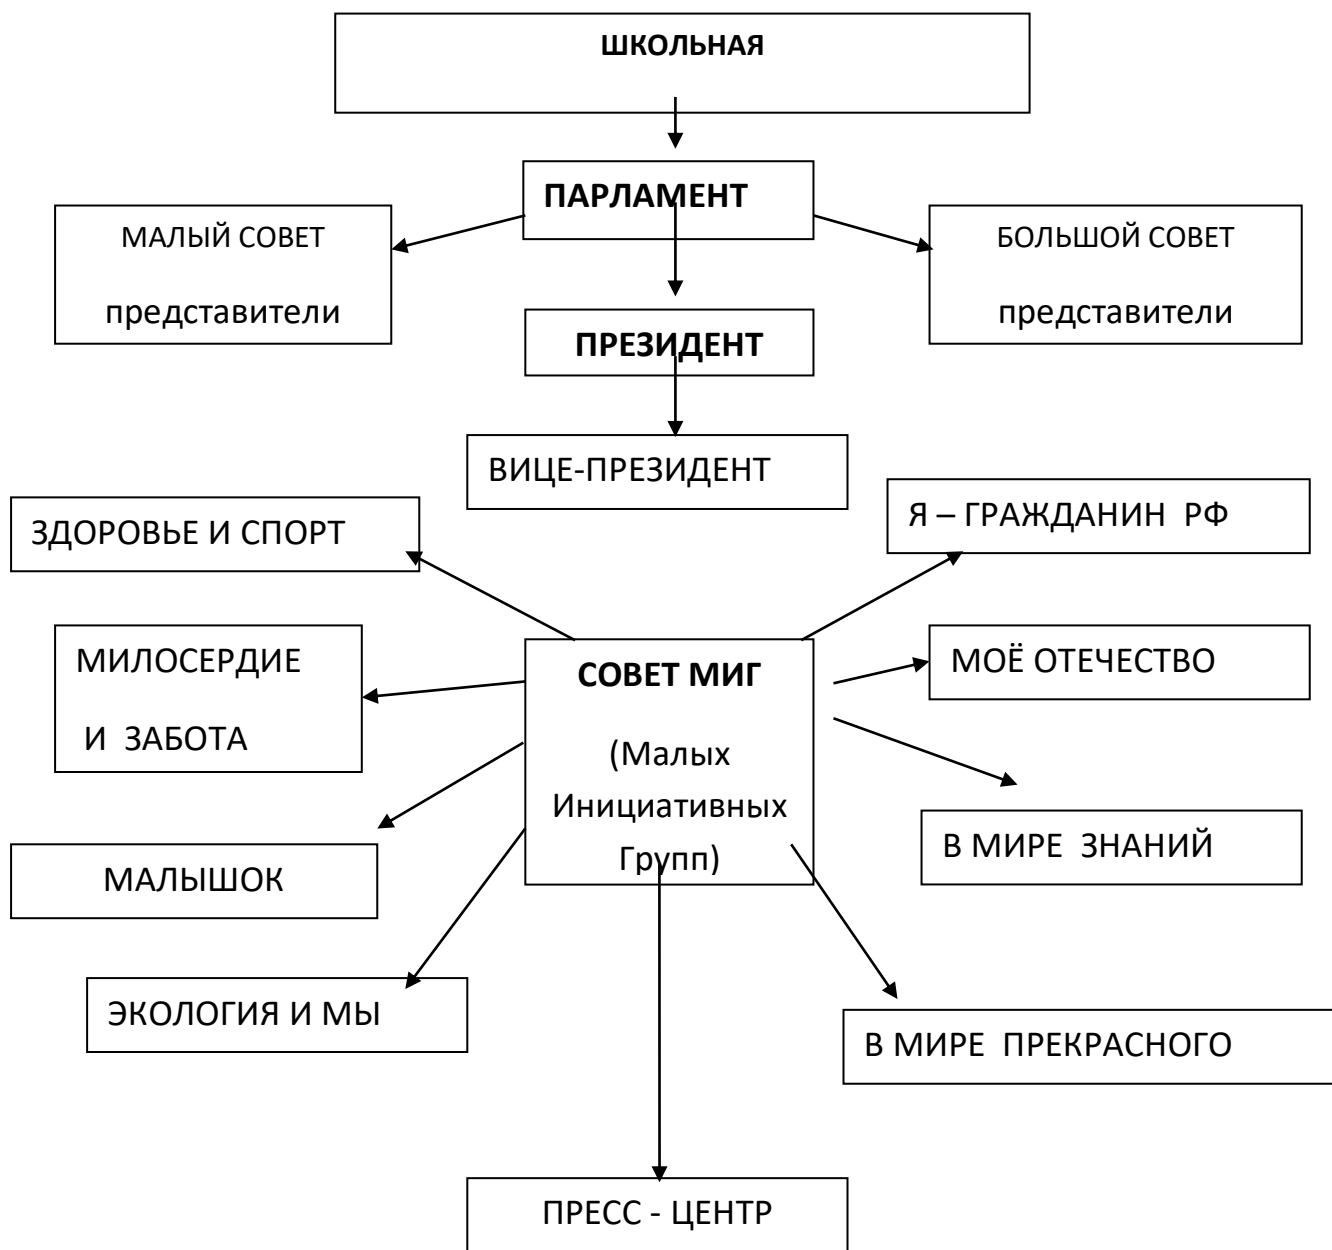 ШКОЛЬНАЯ
ПАРЛАМЕНТ
МАЛЫЙ СОВЕТ
представители
БОЛЬШОЙ СОВЕТ
представители
ПРЕЗИДЕНТ
ВИЦЕ-ПРЕЗИДЕНТ
ЗДОРОВЬЕ И СПОРТ
Я – ГРАЖДАНИН РФ
МИЛОСЕРДИЕ
И ЗАБОТА
СОВЕТ МИГ
(Малых
Инициативных
Групп)
МОЁ ОТЕЧЕСТВО
МАЛЫШОК
В МИРЕ ЗНАНИЙ
ЭКОЛОГИЯ И МЫ
В МИРЕ ПРЕКРАСНОГО
ПРЕСС - ЦЕНТР